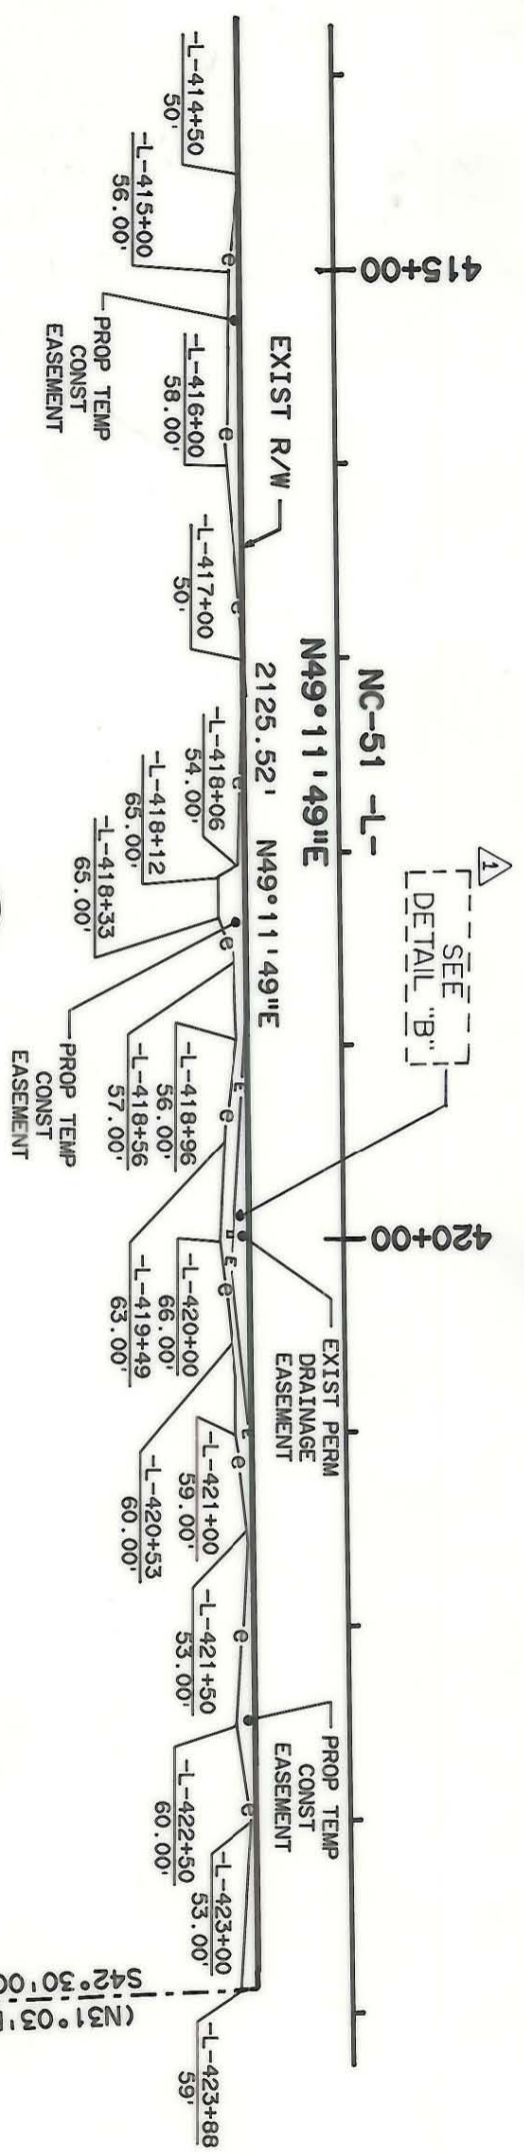 415+00
420+00
NC-51 -L-
N49°11'49"E
1
SEE
DETAIL "B"
EXIST R/W
2125.52' N49°11'49"E
EXIST PERM
DRAINAGE
EASEMENT
PROP TEMP
CONST
EASEMENT
-L-414+50
50'
-L-415+00
56.00'
PROP TEMP
CONST
EASEMENT
-L-416+00
58.00'
-L-417+00
50'
-L-418+06
54.00'
-L-418+12
65.00'
-L-418+33
65.00'
PROP TEMP
CONST
EASEMENT
-L-418+56
57.00'
-L-418+96
56.00'
-L-419+49
63.00'
-L-420+00
66.00'
-L-420+53
60.00'
-L-421+00
59.00'
-L-421+50
53.00'
-L-422+50
60.00'
-L-423+00
53.00'
-L-423+88
59'
e
e
e
e
e
e
E
e
E
e
E
e
e
e
S42°30'00
(N31°03'